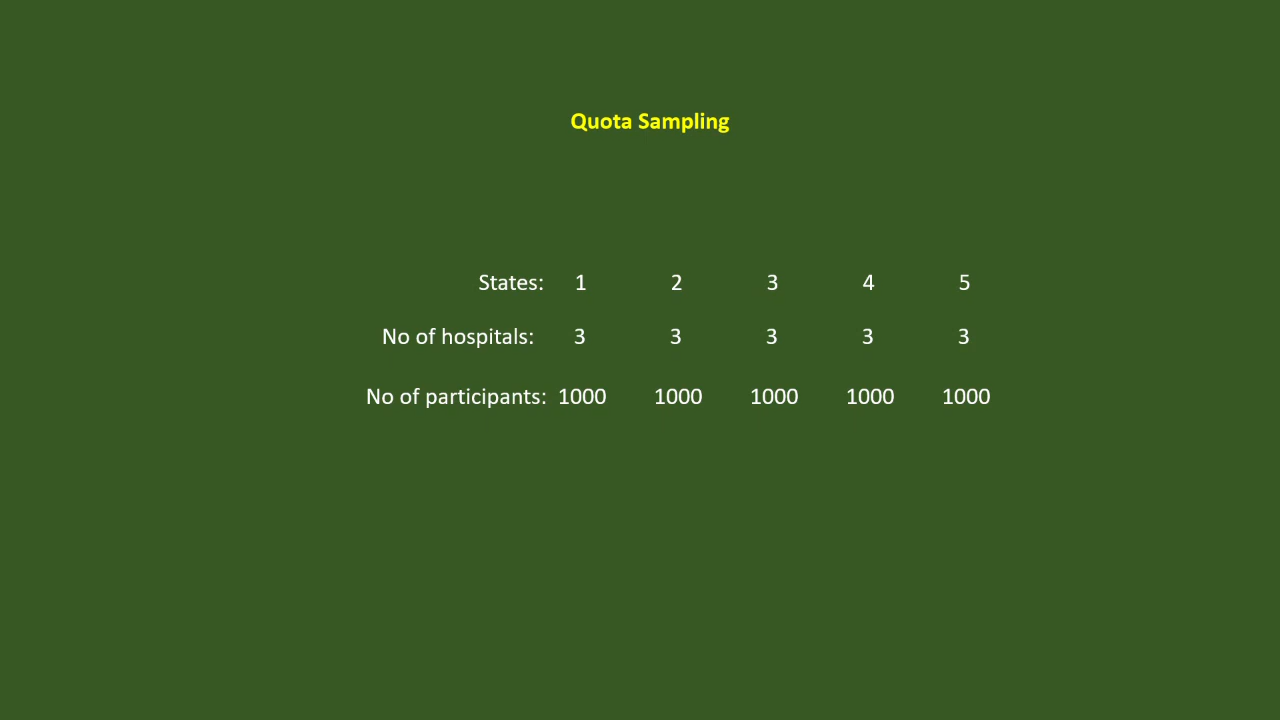 Quota Sampling
States: 1 2 3 4 5
No of hospitals: 3 3 3 3 3
No of participants: 1000 1000 1000 1000 1000